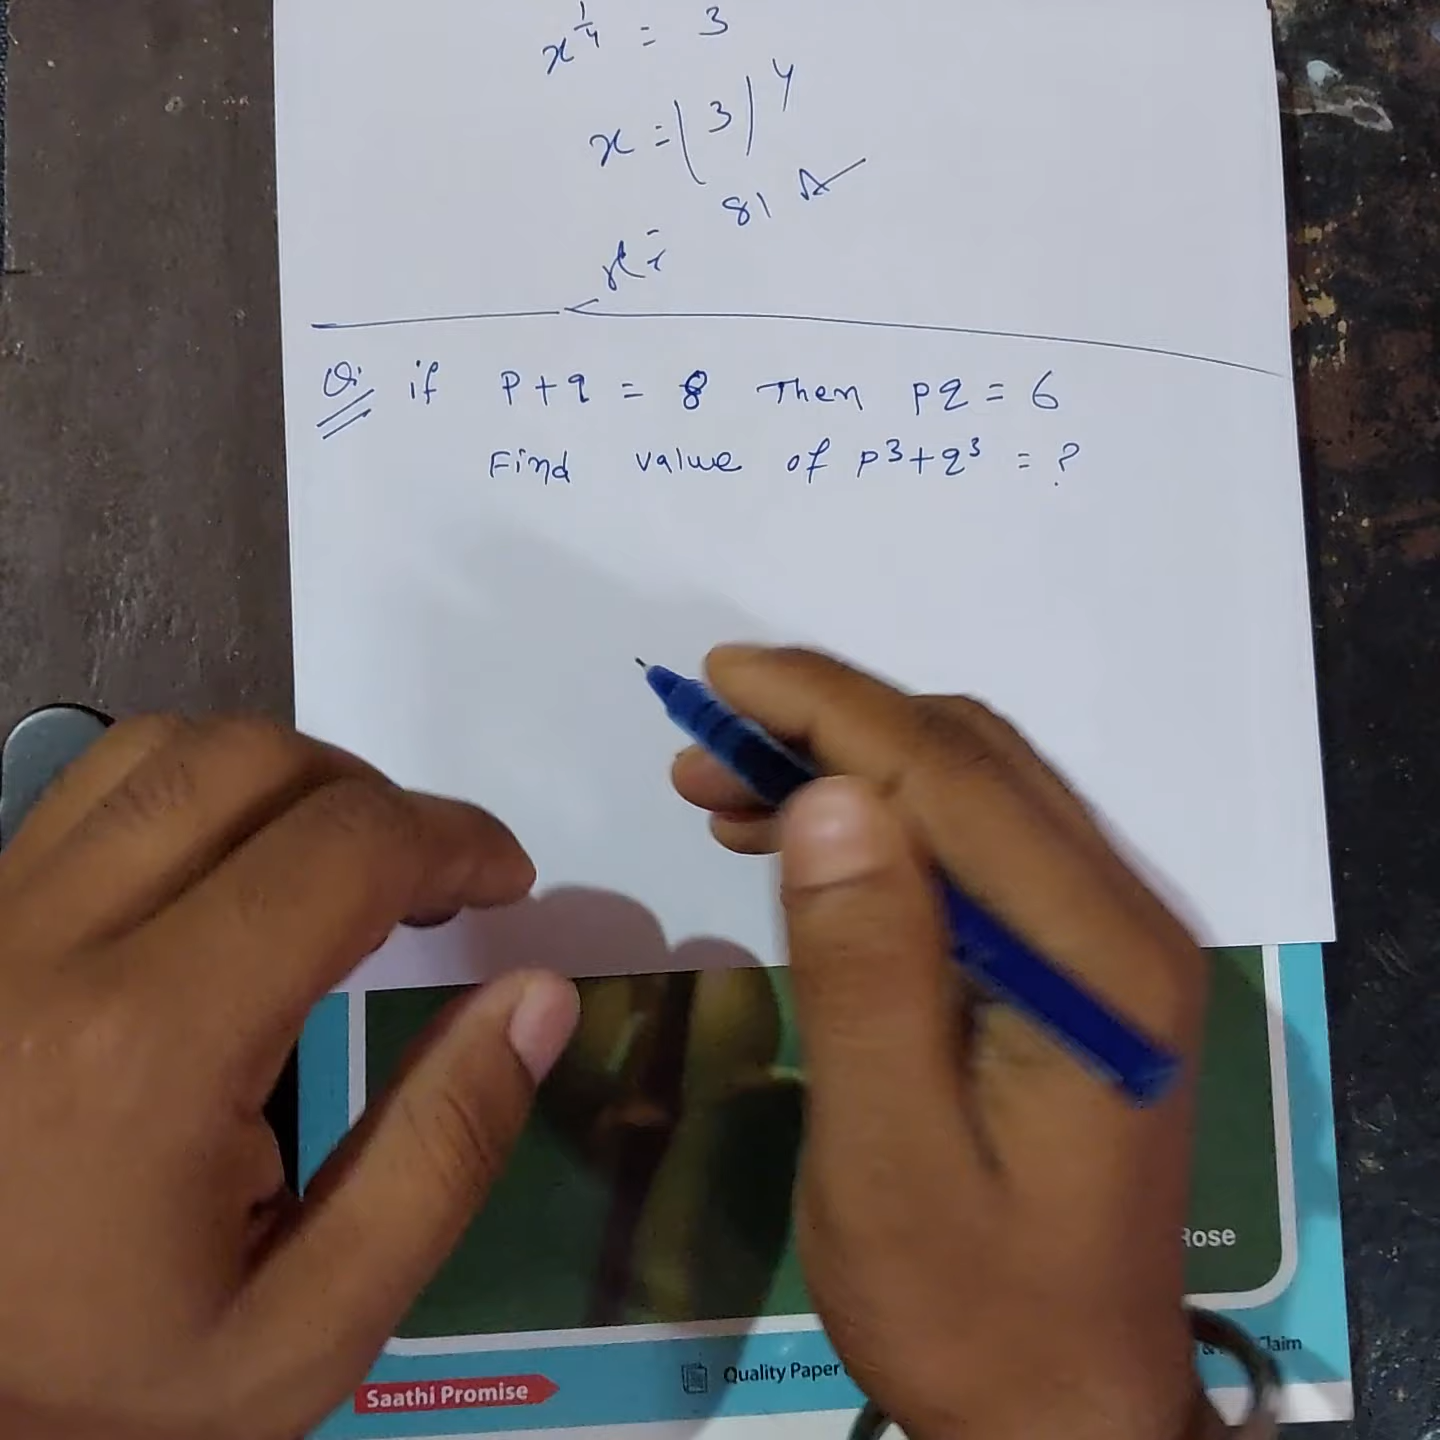 x^{1/4} = 3
x = (3)^4
x = 81
Q: if P+q = 8 Then pq = 6
Find value of p³+q³ = ?
Rose
Claim
Quality Paper
Saathi Promise